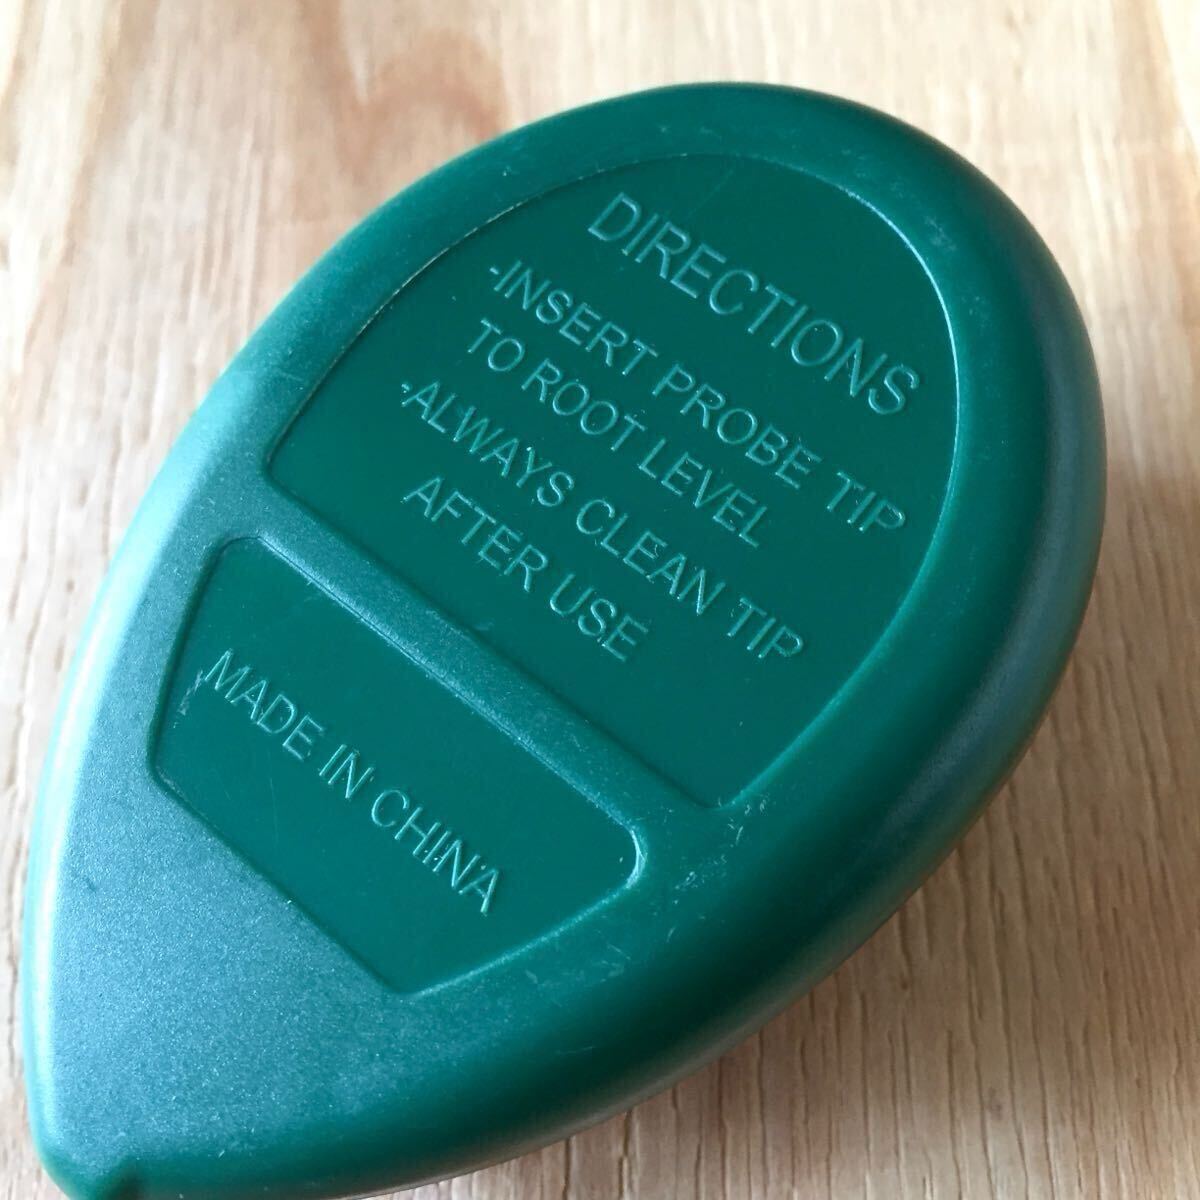 DIRECTIONS
-INSERT PROBE TIP
TO ROOT LEVEL
-ALWAYS CLEAN TIP
AFTER USE
MADE IN CHINA